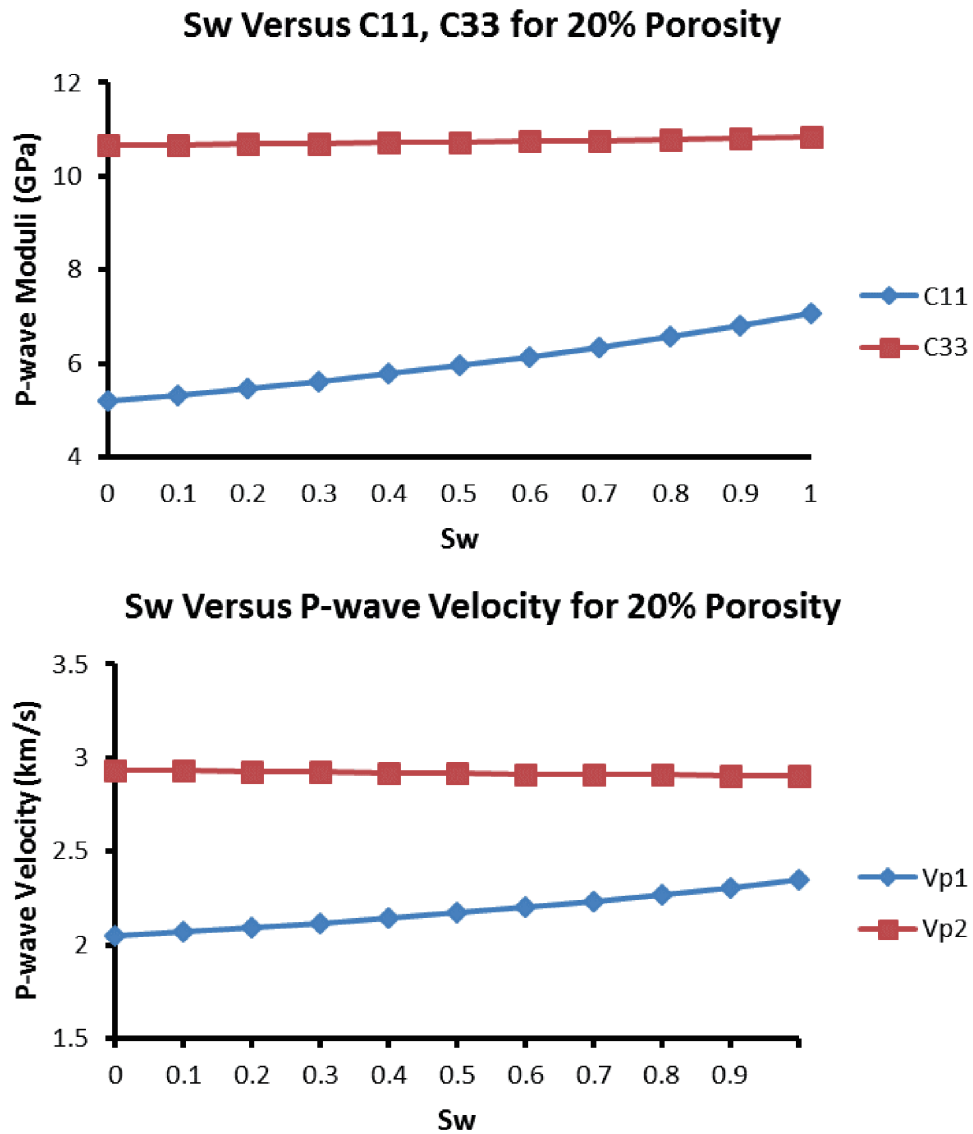 Sw Versus C11, C33 for 20% Porosity
P-wave Moduli (GPa)
12
10
8
6
4
0 0.1 0.2 0.3 0.4 0.5 0.6 0.7 0.8 0.9 1
Sw
C11
C33
Sw Versus P-wave Velocity for 20% Porosity
P-wave Velocity (km/s)
3.5
3
2.5
2
1.5
0 0.1 0.2 0.3 0.4 0.5 0.6 0.7 0.8 0.9
Sw
Vp1
Vp2